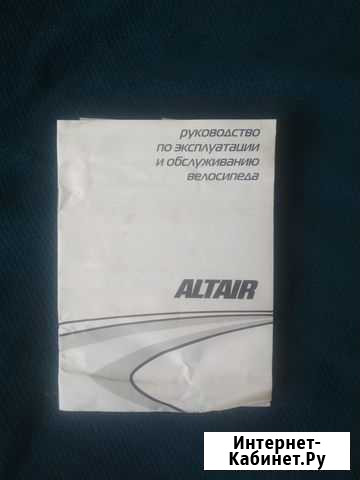 руководство
по эксплуатации
и обслуживанию
велосипеда
ALTAIR
Интернет-
Кабинет.Ру